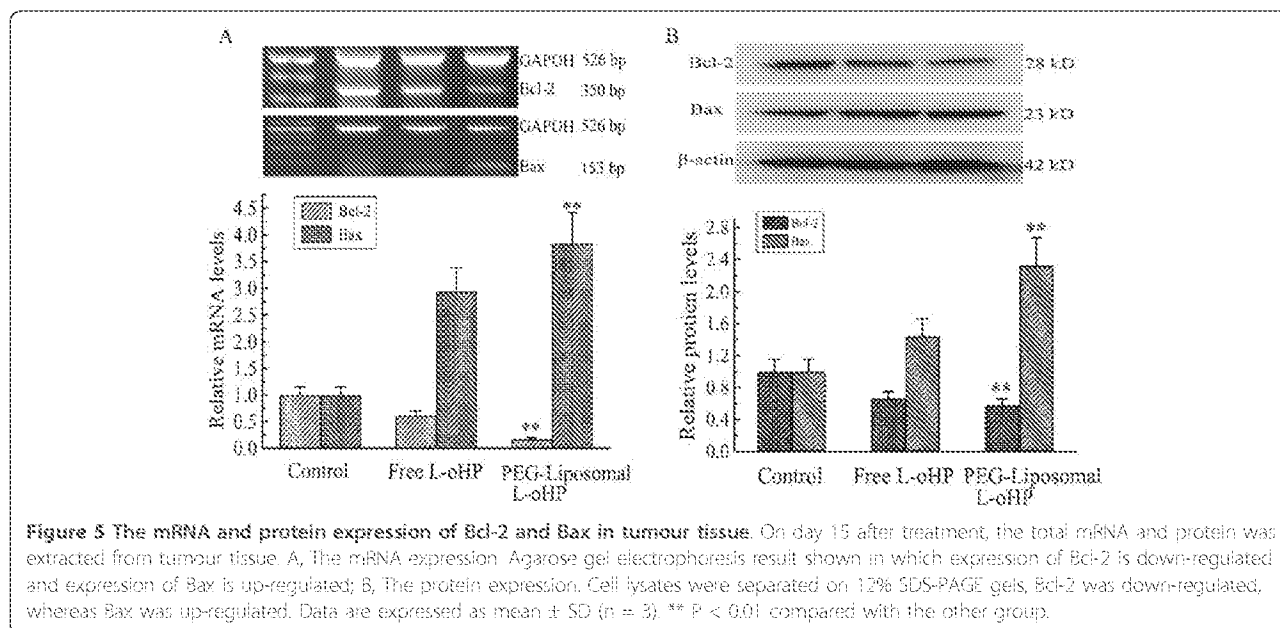 A
GAPDH 526 bp
Bcl-2 350 bp
GAPDH 526 bp
Bax 153 bp
Relative mRNA levels
4.5
4.0
3.5
3.0
2.5
2.0
1.5
1.0
0.5
0.0
Bcl-2
Bax
**
**
Control
Free L-oHP
PEG-Liposomal
L-oHP
B
Bcl-2 28 kD
Bax 23 kD
β-actin 42 kD
Relative protien levels
2.8
2.4
2.0
1.6
1.2
0.8
0.4
0.0
Bcl-2
Bax
**
**
Control
Free L-oHP
PEG-Liposomal
L-oHP
Figure 5 The mRNA and protein expression of Bcl-2 and Bax in tumour tissue. On day 15 after treatment, the total mRNA and protein was
extracted from tumour tissue. A, The mRNA expression. Agarose gel electrophoresis result shown in which expression of Bcl-2 is down-regulated
and expression of Bax is up-regulated; B, The protein expression. Cell lysates were separated on 12% SDS-PAGE gels, Bcl-2 was down-regulated,
whereas Bax was up-regulated. Data are expressed as mean ± SD (n = 3). ** P < 0.01 compared with the other group.